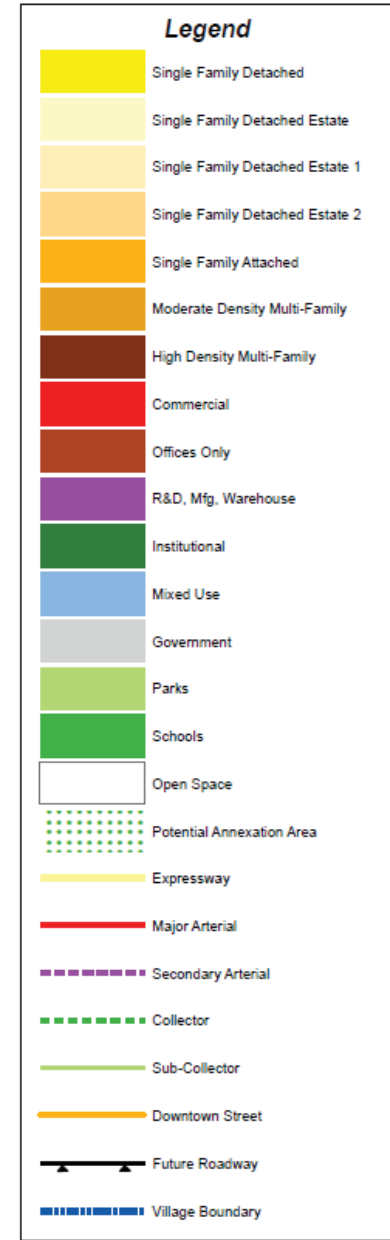 Legend
Single Family Detached
Single Family Detached Estate
Single Family Detached Estate 1
Single Family Detached Estate 2
Single Family Attached
Moderate Density Multi-Family
High Density Multi-Family
Commercial
Offices Only
R&D, Mfg, Warehouse
Institutional
Mixed Use
Government
Parks
Schools
Open Space
Potential Annexation Area
Expressway
Major Arterial
Secondary Arterial
Collector
Sub-Collector
Downtown Street
Future Roadway
Village Boundary